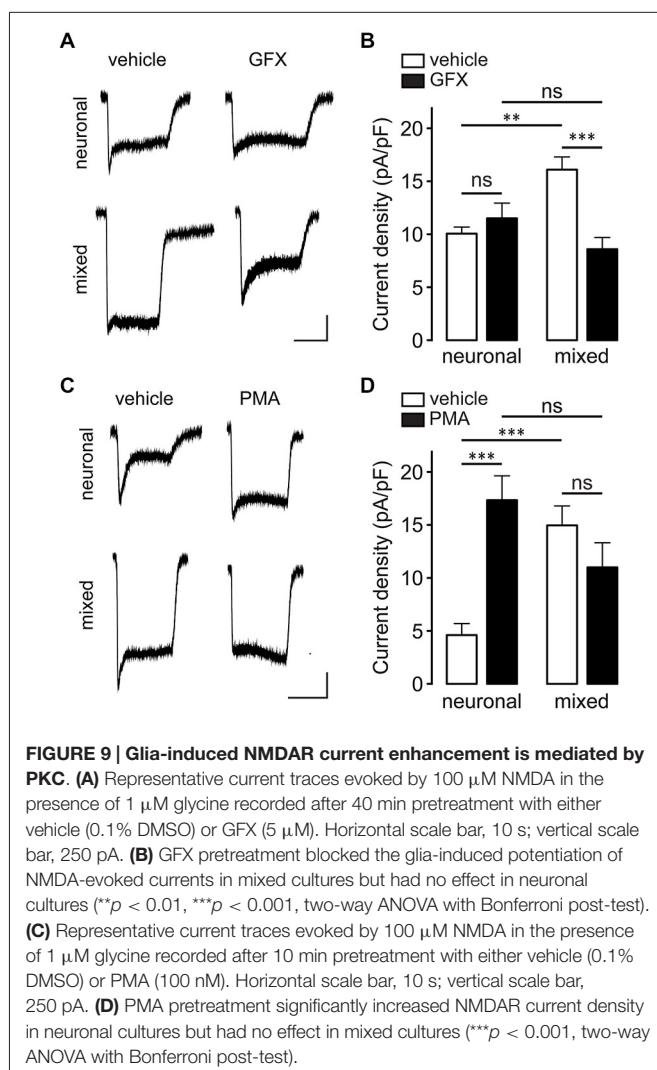 A
vehicle
GFX
neuronal
mixed
B
vehicle
GFX
ns
**
***
ns
Current density (pA/pF)
20
15
10
5
0
neuronal
mixed
C
vehicle
PMA
neuronal
mixed
D
vehicle
PMA
ns
***
***
ns
Current density (pA/pF)
20
15
10
5
0
neuronal
mixed
FIGURE 9 | Glia-induced NMDAR current enhancement is mediated by
PKC. (A) Representative current traces evoked by 100 μM NMDA in the
presence of 1 μM glycine recorded after 40 min pretreatment with either
vehicle (0.1% DMSO) or GFX (5 μM). Horizontal scale bar, 10 s; vertical scale
bar, 250 pA. (B) GFX pretreatment blocked the glia-induced potentiation of
NMDA-evoked currents in mixed cultures but had no effect in neuronal
cultures (**p < 0.01, ***p < 0.001, two-way ANOVA with Bonferroni post-test).
(C) Representative current traces evoked by 100 μM NMDA in the presence
of 1 μM glycine recorded after 10 min pretreatment with either vehicle (0.1%
DMSO) or PMA (100 nM). Horizontal scale bar, 10 s; vertical scale bar,
250 pA. (D) PMA pretreatment significantly increased NMDAR current density
in neuronal cultures but had no effect in mixed cultures (***p < 0.001, two-way
ANOVA with Bonferroni post-test).